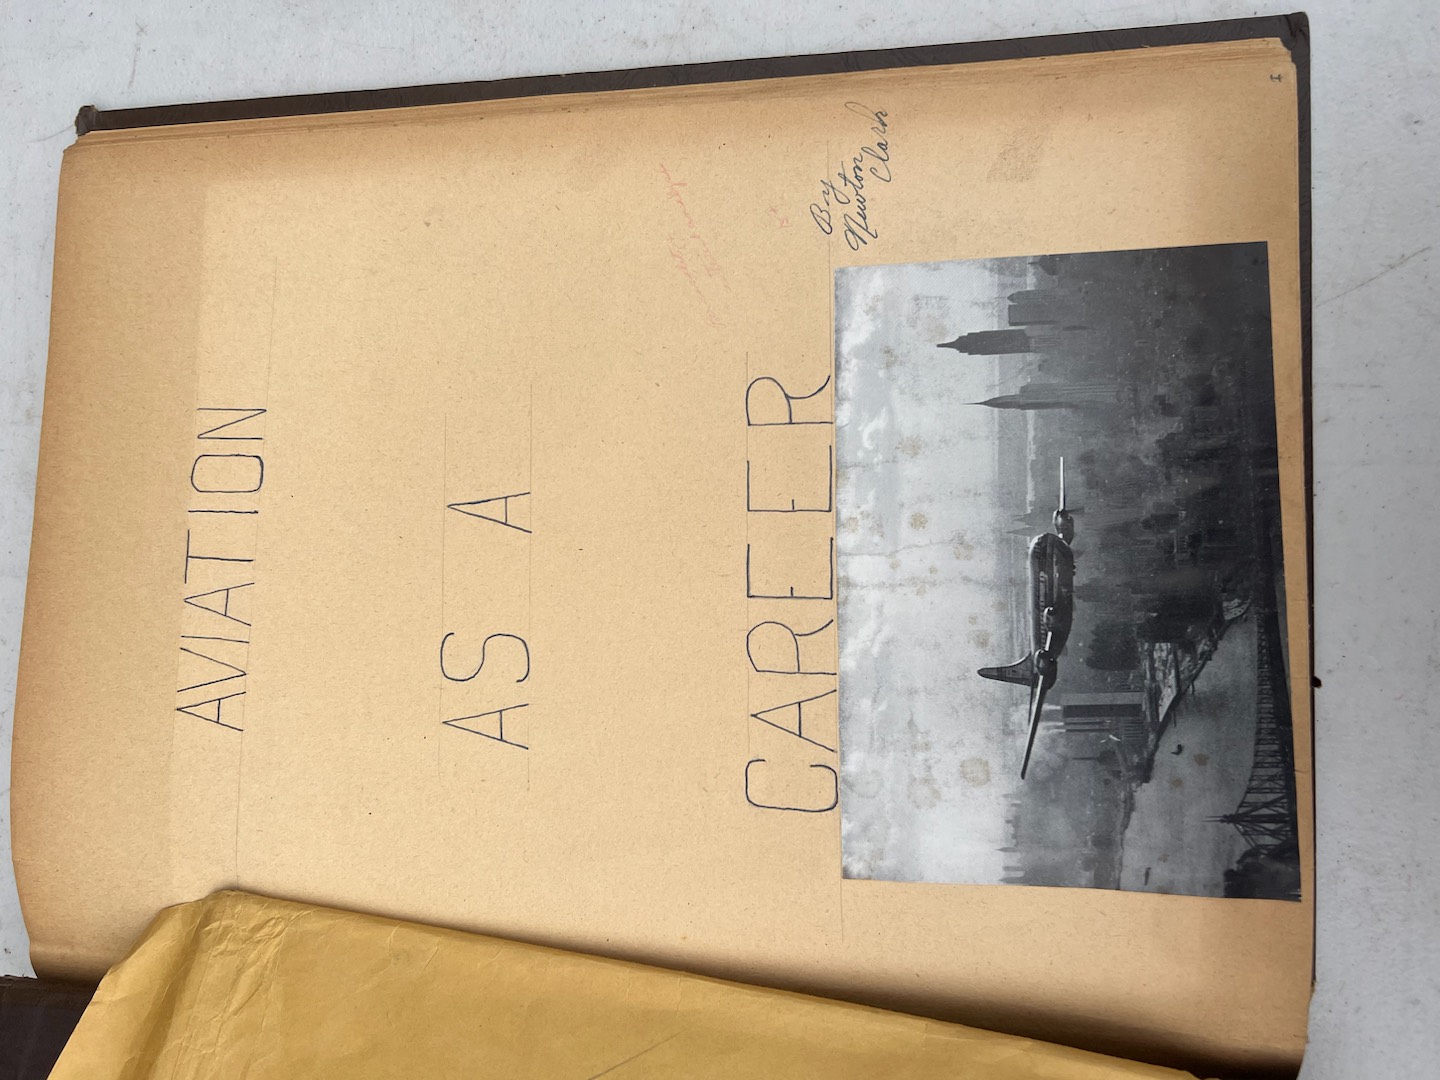 AVIATION
AS A
CAREER
By
Newton
Clark
I